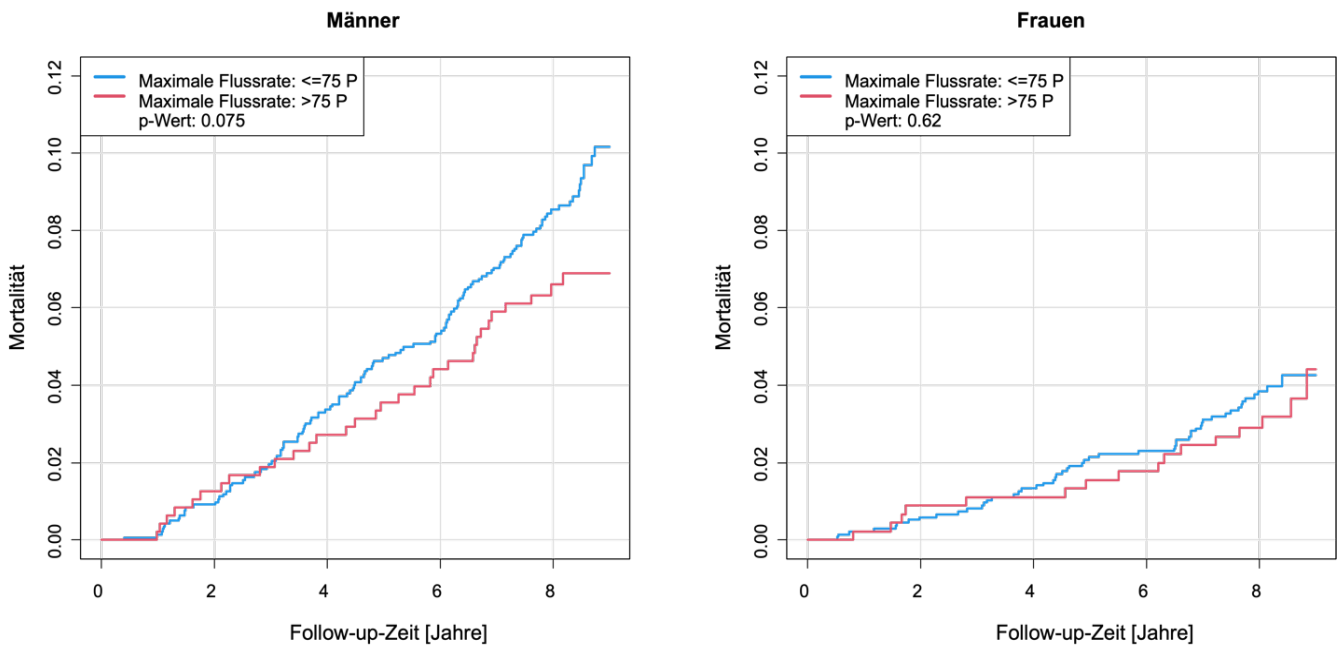 Männer
Maximale Flussrate: <=75 P
Maximale Flussrate: >75 P
p-Wert: 0.075
0.12
0.10
0.08
0.06
0.04
0.02
0.00
Mortalität
0 2 4 6 8
Follow-up-Zeit [Jahre]
Frauen
Maximale Flussrate: <=75 P
Maximale Flussrate: >75 P
p-Wert: 0.62
0.12
0.10
0.08
0.06
0.04
0.02
0.00
Mortalität
0 2 4 6 8
Follow-up-Zeit [Jahre]